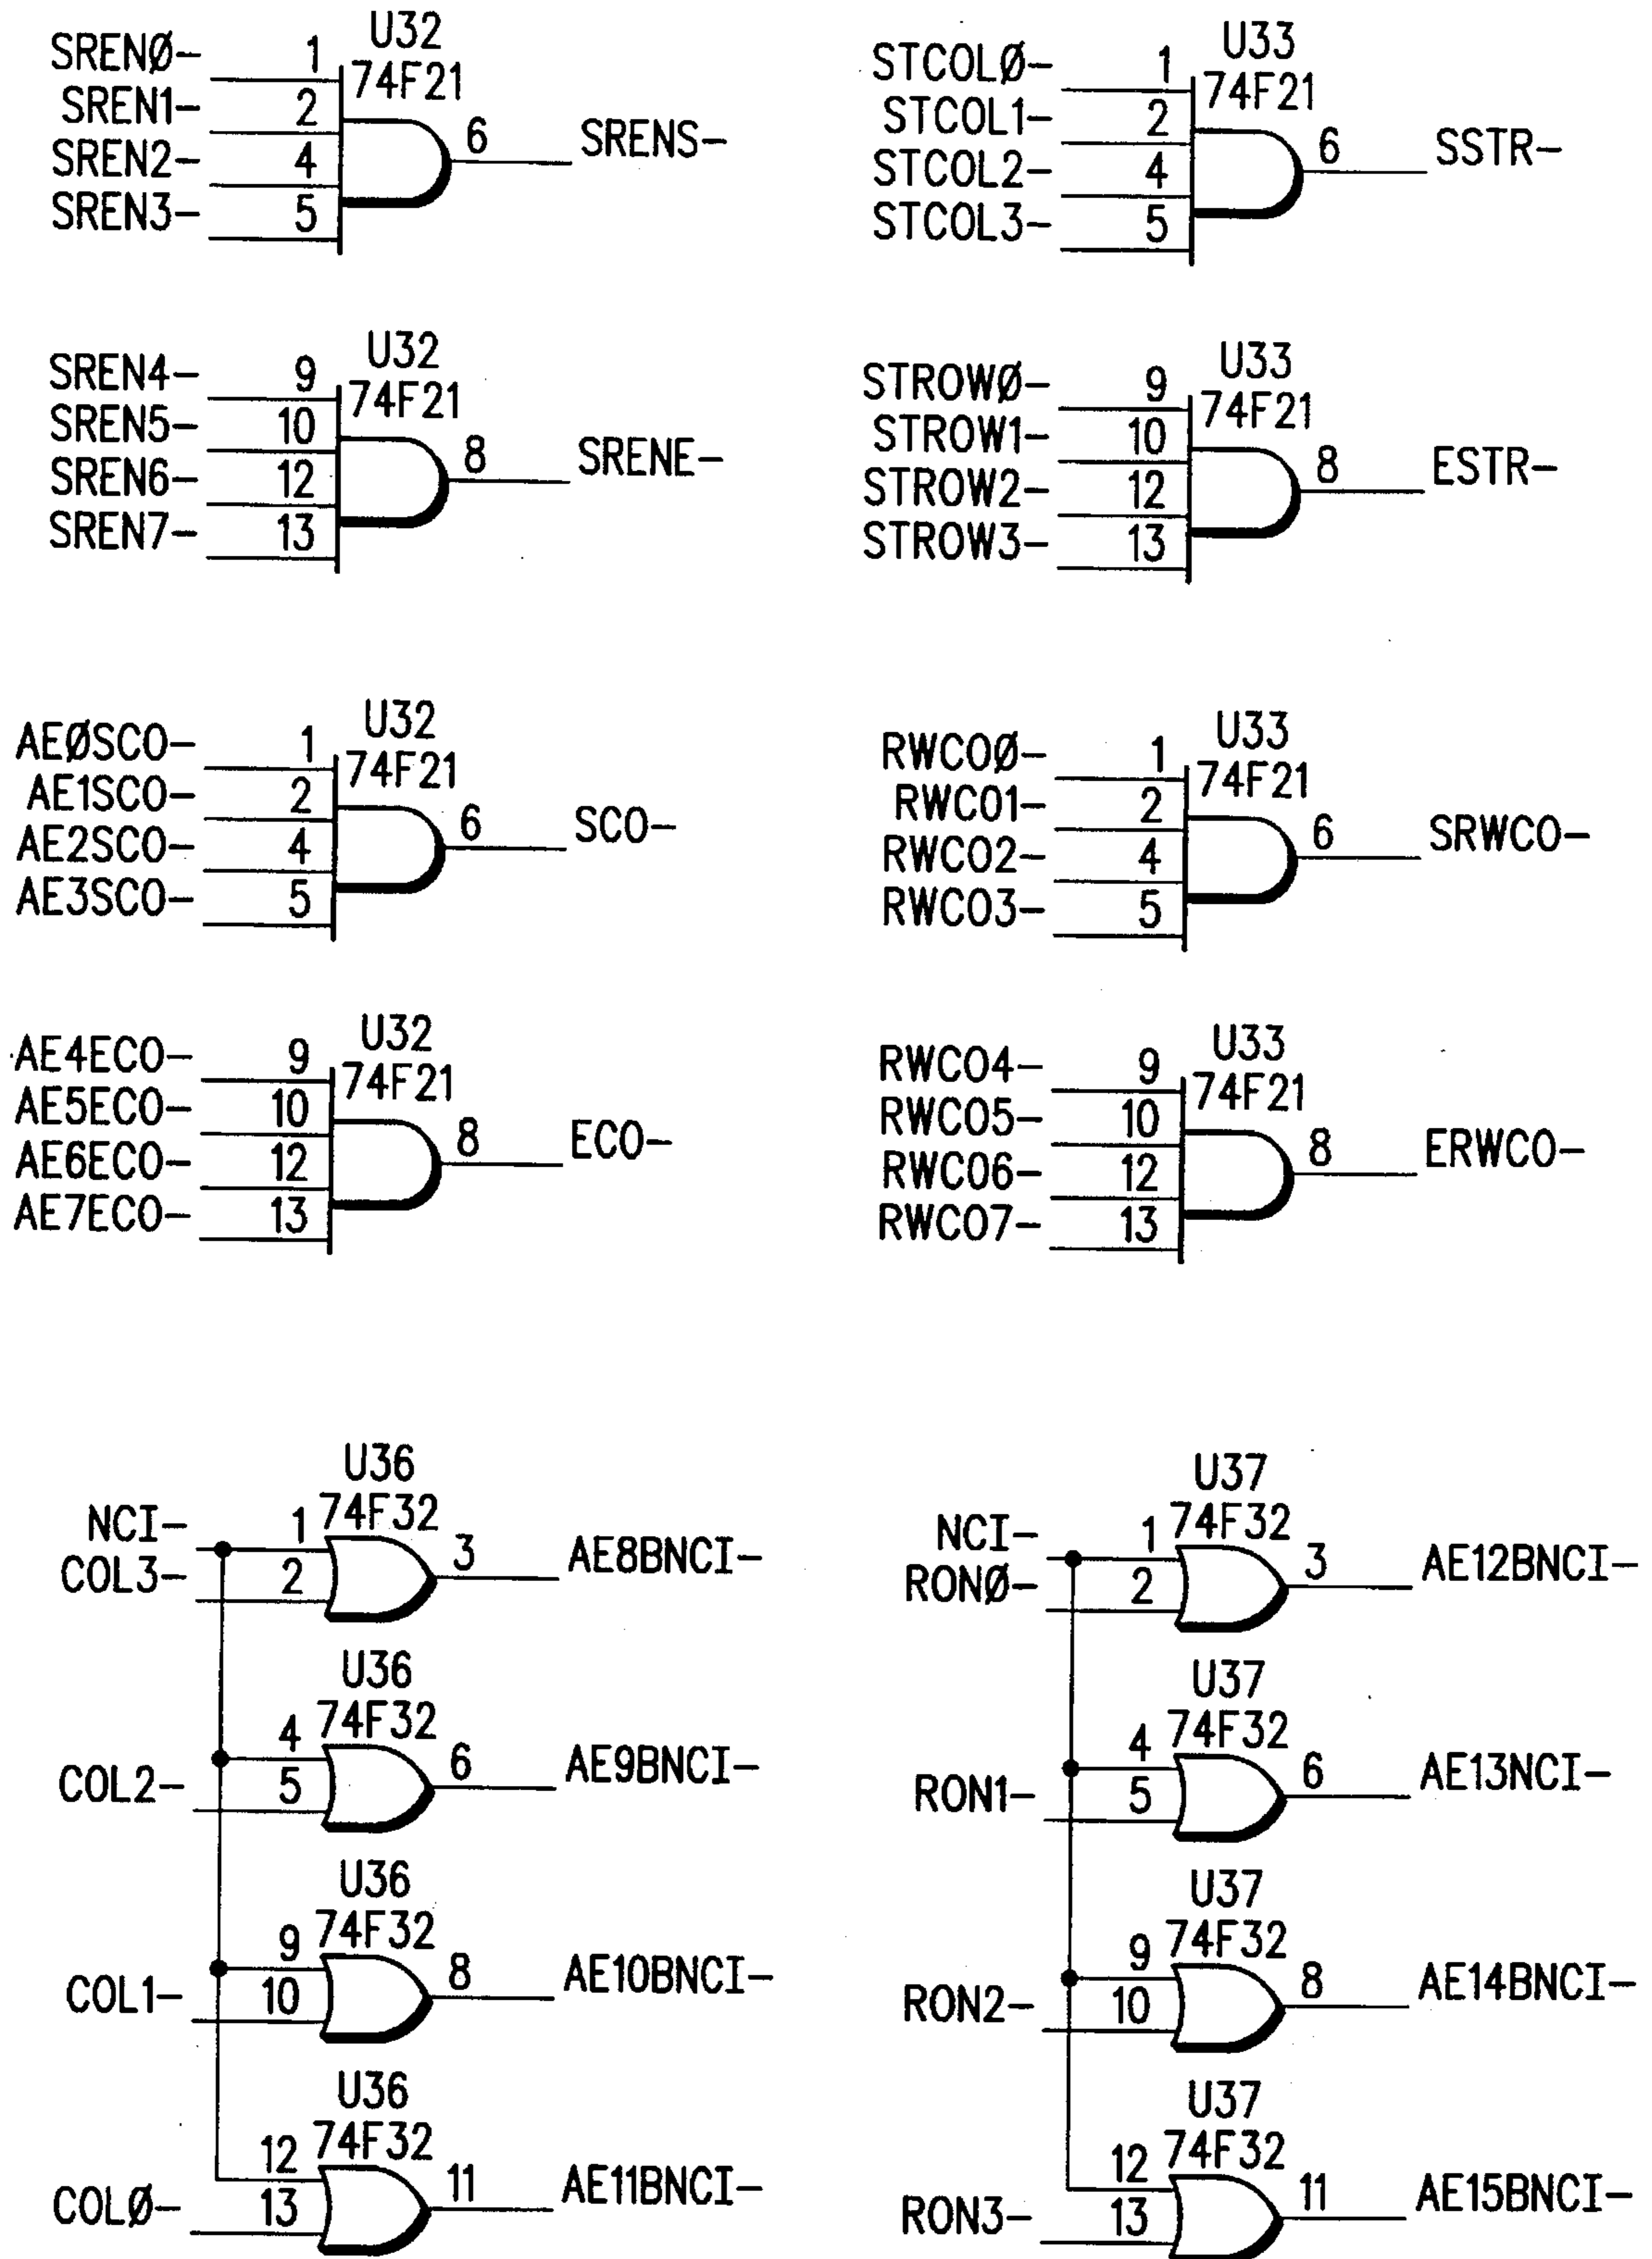 U32
74F21
SRENØ- 1
SREN1- 2
SREN2- 4
SREN3- 5
6 SRENS-
U33
74F21
STCOLØ- 1
STCOL1- 2
STCOL2- 4
STCOL3- 5
6 SSTR-
U32
74F21
SREN4- 9
SREN5- 10
SREN6- 12
SREN7- 13
8 SRENE-
U33
74F21
STROWØ- 9
STROW1- 10
STROW2- 12
STROW3- 13
8 ESTR-
U32
74F21
AEØSCO- 1
AE1SCO- 2
AE2SCO- 4
AE3SCO- 5
6 SCO-
U33
74F21
RWCOØ- 1
RWCO1- 2
RWCO2- 4
RWCO3- 5
6 SRWCO-
U32
74F21
AE4ECO- 9
AE5ECO- 10
AE6ECO- 12
AE7ECO- 13
8 ECO-
U33
74F21
RWCO4- 9
RWCO5- 10
RWCO6- 12
RWCO7- 13
8 ERWCO-
U36
74F32
NCI- 1
COL3- 2
3 AE8BNCI-
U37
74F32
NCI- 1
RONØ- 2
3 AE12BNCI-
U36
74F32
4
COL2- 5
6 AE9BNCI-
U37
74F32
4
RON1- 5
6 AE13NCI-
U36
74F32
9
COL1- 10
8 AE10BNCI-
U37
74F32
9
RON2- 10
8 AE14BNCI-
U36
74F32
12
COLØ- 13
11 AE11BNCI-
U37
74F32
12
RON3- 13
11 AE15BNCI-